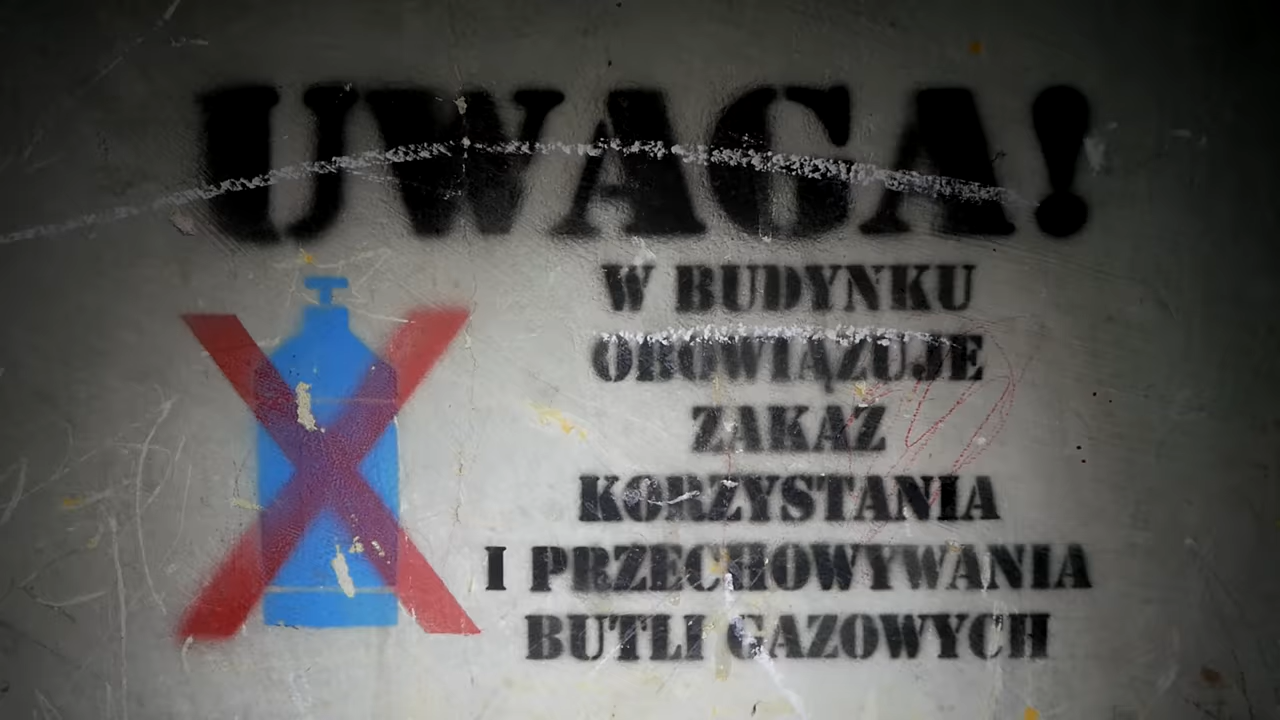 UWAGA!
W BUDYNKU
OBOWIĄZUJE
ZAKAZ
KORZYSTANIA
I PRZECHOWYWANIA
BUTLI GAZOWYCH